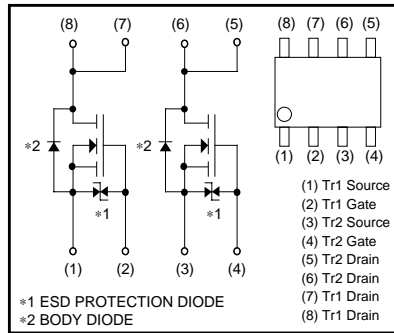 (8) (7) (6) (5)
(8) (7) (6) (5)
∗2 ∗2
∗1 ∗1
(1) (2) (3) (4)
(1) (2) (3) (4)
∗1 ESD PROTECTION DIODE
∗2 BODY DIODE
(1) Tr1 Source
(2) Tr1 Gate
(3) Tr2 Source
(4) Tr2 Gate
(5) Tr2 Drain
(6) Tr2 Drain
(7) Tr1 Drain
(8) Tr1 Drain